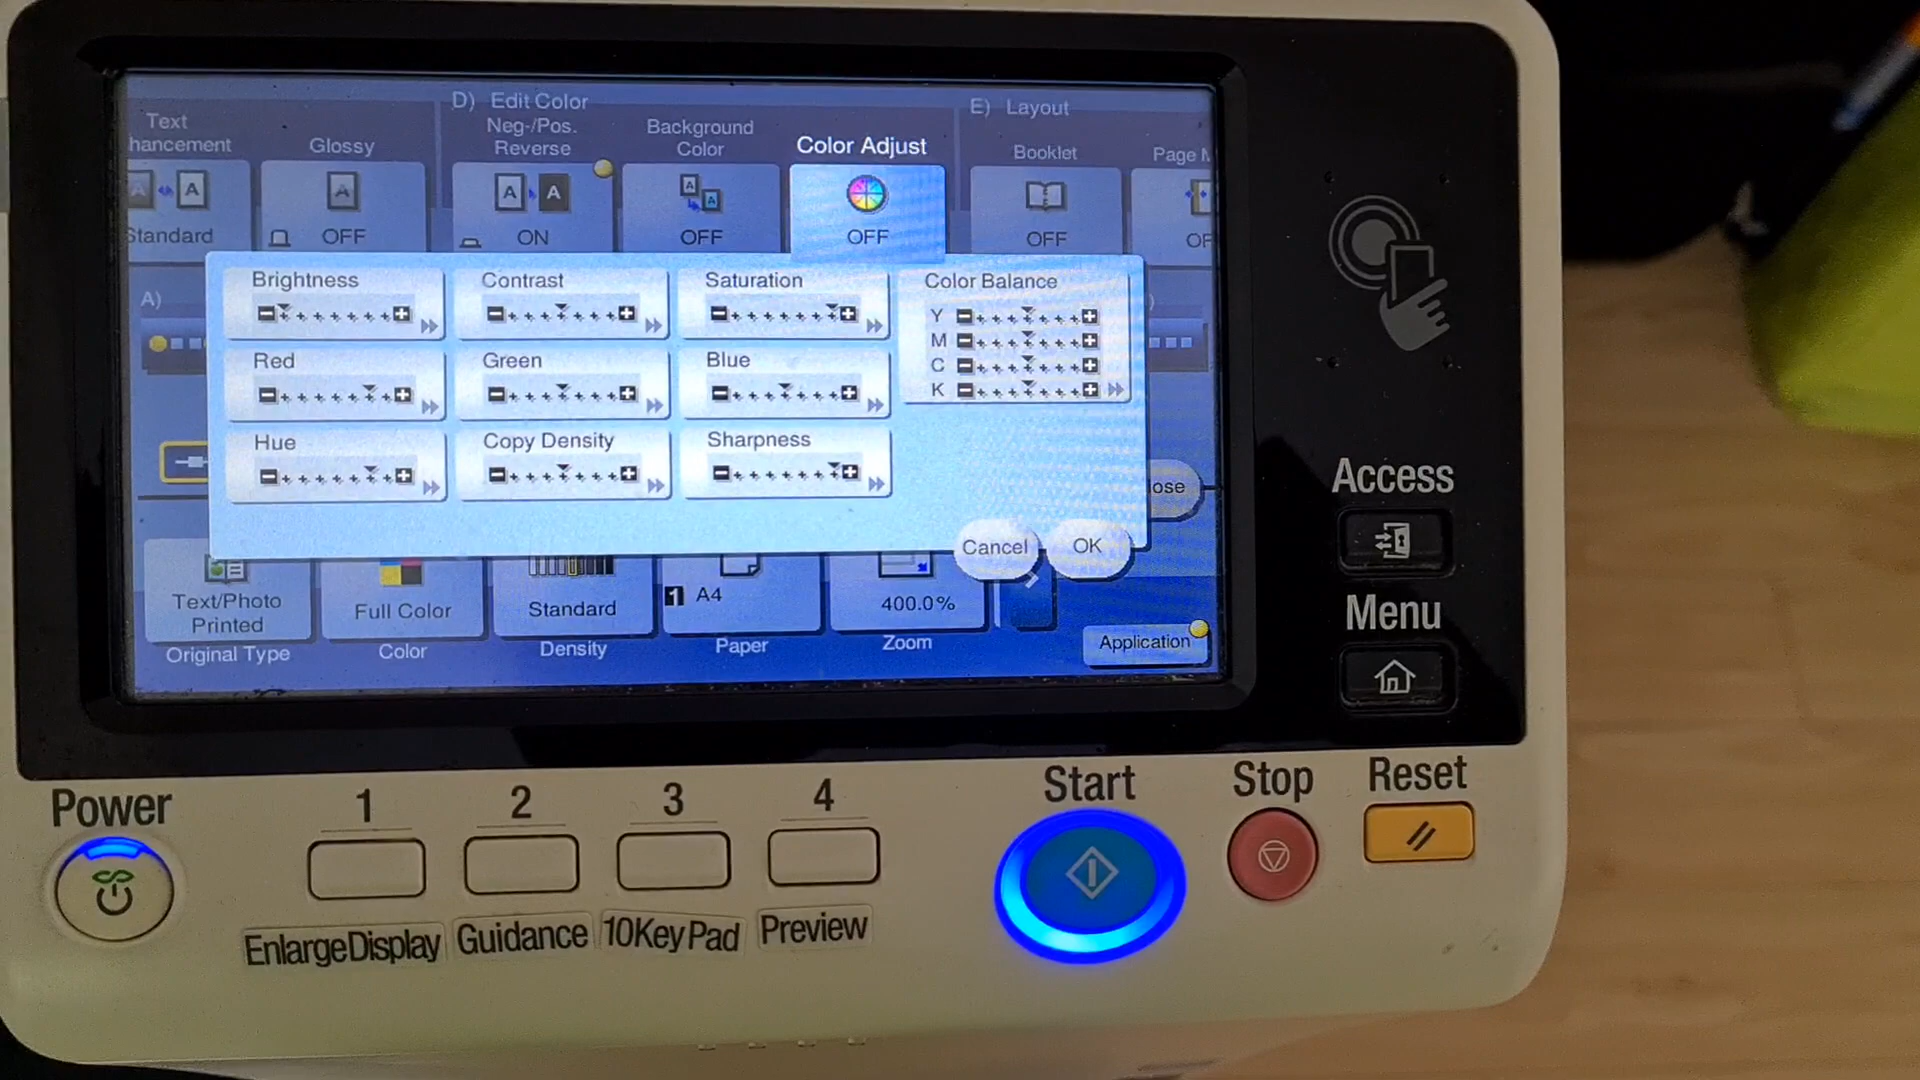 D) Edit Color
E) Layout
Text
hancement
Glossy
Neg-/Pos.
Reverse
Background
Color
Color Adjust
Booklet
Page M
A
A
A
A
A
A
A
Standard
OFF
ON
OFF
OFF
OFF
OF
A)
Brightness
Contrast
Saturation
Color Balance
Y
M
C
K
Red
Green
Blue
Hue
Copy Density
Sharpness
lose
Cancel
OK
Text/Photo
Printed
Full Color
Standard
1 A4
400.0%
Original Type
Color
Density
Paper
Zoom
Application
Access
Menu
Power
1
2
3
4
Start
Stop
Reset
EnlargeDisplay
Guidance
10KeyPad
Preview